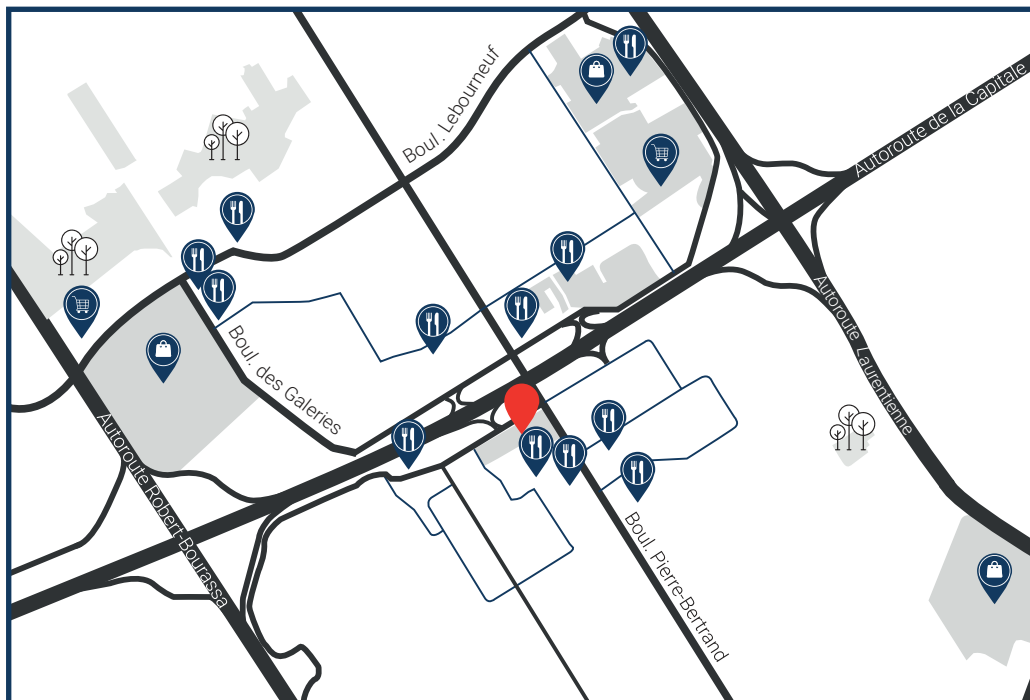 Boul. Lebourneuf
Autoroute de la Capitale
Boul. des Galeries
Autoroute Laurentienne
Autoroute Robert-Bourassa
Boul. Pierre-Bertrand